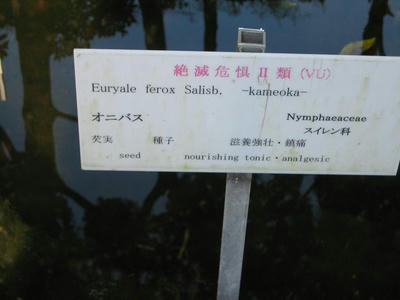 絶滅危惧Ⅱ類(VU)
Euryale ferox Salisb. -kameoka-
オニバス Nymphaeaceae
スイレン科
芡実 種子 滋養強壮・鎮痛
seed nourishing tonic・analgesic